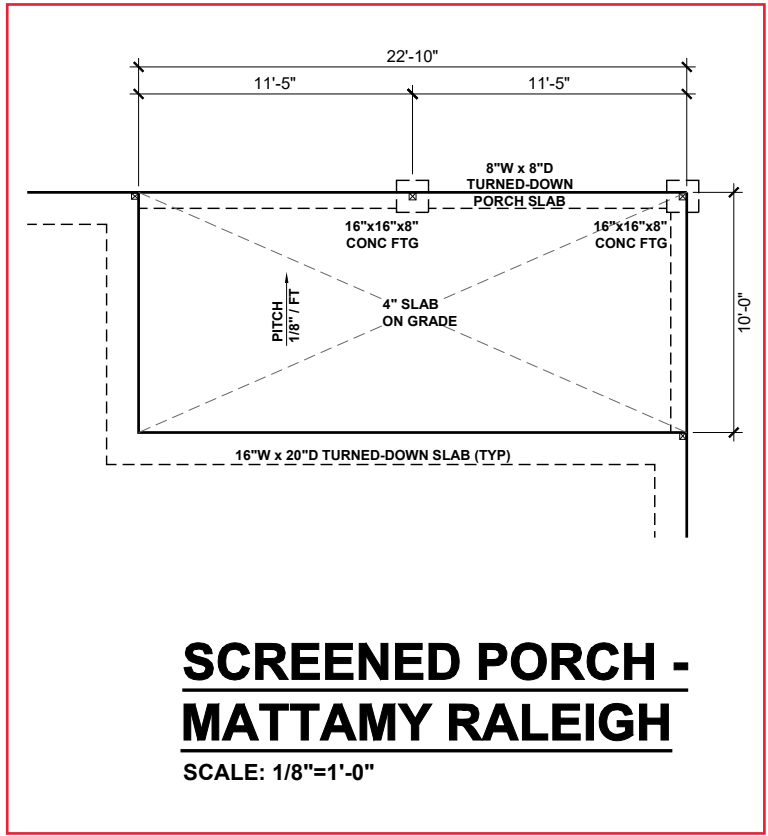 22'-10"
11'-5"
11'-5"
8"W x 8"D
TURNED-DOWN
PORCH SLAB
16"x16"x8"
CONC FTG
16"x16"x8"
CONC FTG
PITCH
1/8" / FT
4" SLAB
ON GRADE
10'-0"
16"W x 20"D TURNED-DOWN SLAB (TYP)
SCREENED PORCH -
MATTAMY RALEIGH
SCALE: 1/8"=1'-0"